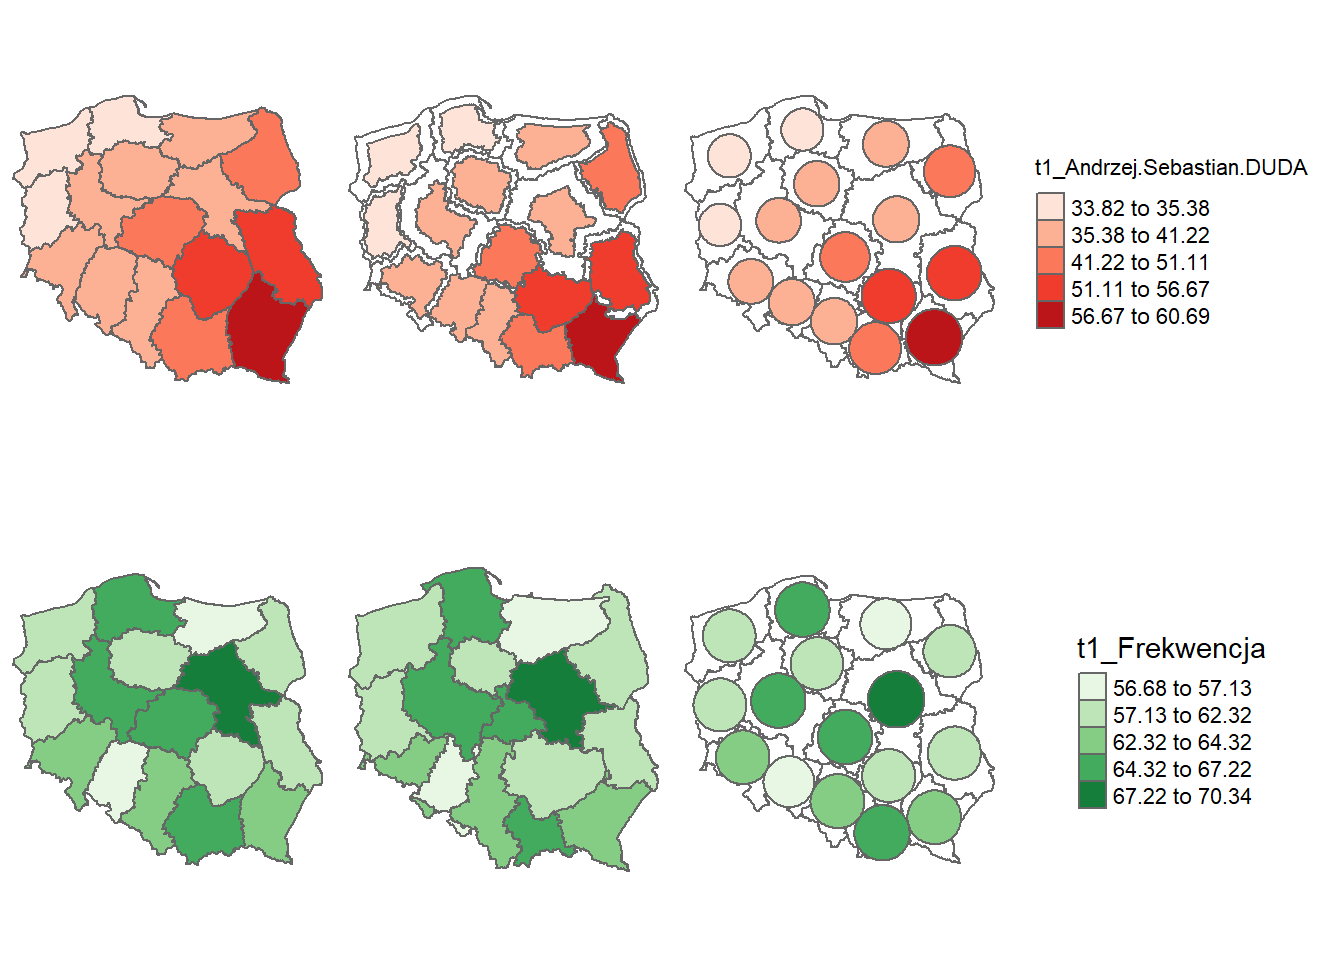 t1_Andrzej.Sebastian.DUDA
33.82 to 35.38
35.38 to 41.22
41.22 to 51.11
51.11 to 56.67
56.67 to 60.69
t1_Frekwencja
56.68 to 57.13
57.13 to 62.32
62.32 to 64.32
64.32 to 67.22
67.22 to 70.34